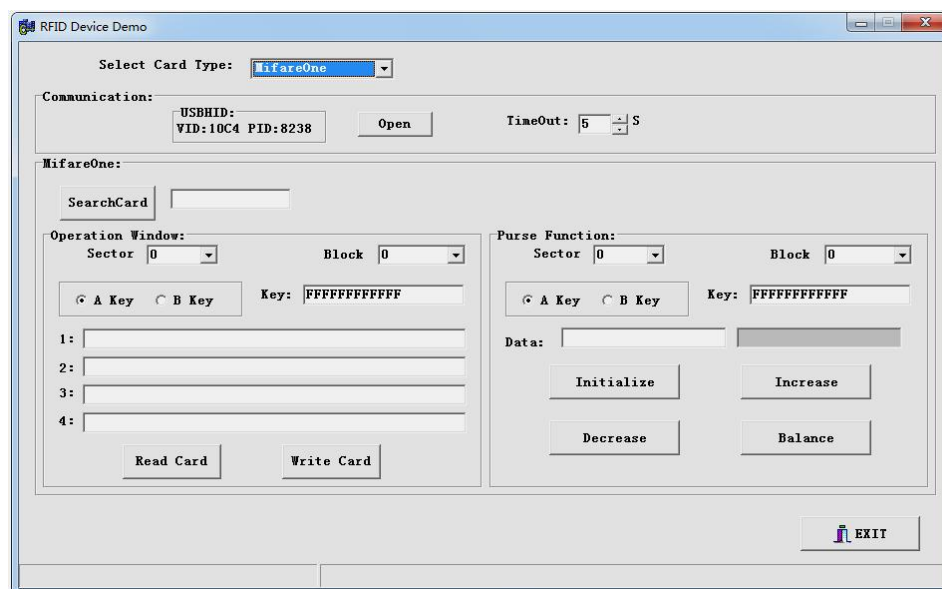 RFID Device Demo
Select Card Type: MifareOne
Communication:
USBHID:
VID:10C4 PID:8238
Open
TimeOut: 5 S
MifareOne:
SearchCard
Operation Window:
Sector 0 Block 0
A Key B Key Key: FFFFFFFFFFFF
1:
2:
3:
4:
Read Card Write Card
Purse Function:
Sector 0 Block 0
A Key B Key Key: FFFFFFFFFFFF
Data:
Initialize Increase
Decrease Balance
EXIT